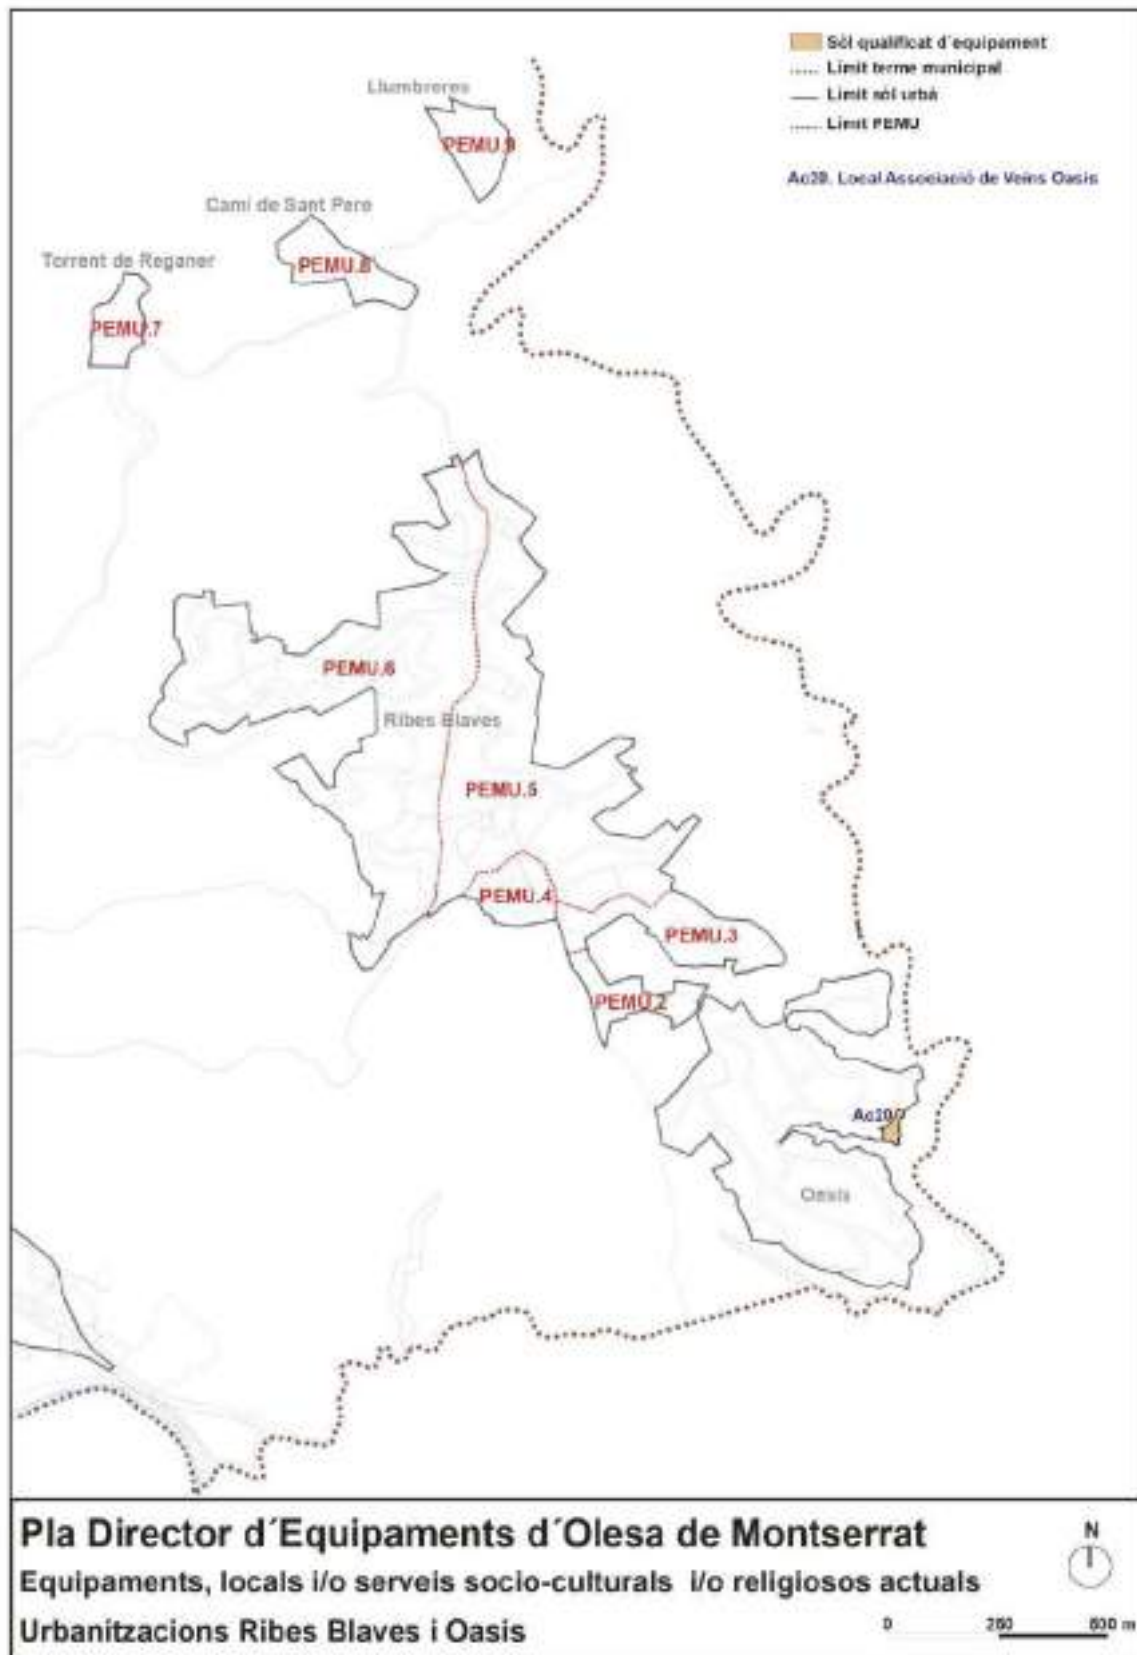 Sòl qualificat d´equipament
Límit terme municipal
Límit sòl urbà
Límit PEMU
Ac20. Local Associació de Veïns Oasis
Llumbreres
PEMU.9
Camí de Sant Pere
PEMU.8
Torrent de Reganer
PEMU.7
PEMU.6
Ribes Blaves
PEMU.5
PEMU.4
PEMU.3
PEMU.2
Ac20
Oasis
Pla Director d´Equipaments d´Olesa de Montserrat
N
Equipaments, locals i/o serveis socio-culturals i/o religiosos actuals
Urbanitzacions Ribes Blaves i Oasis
0 250 500 m